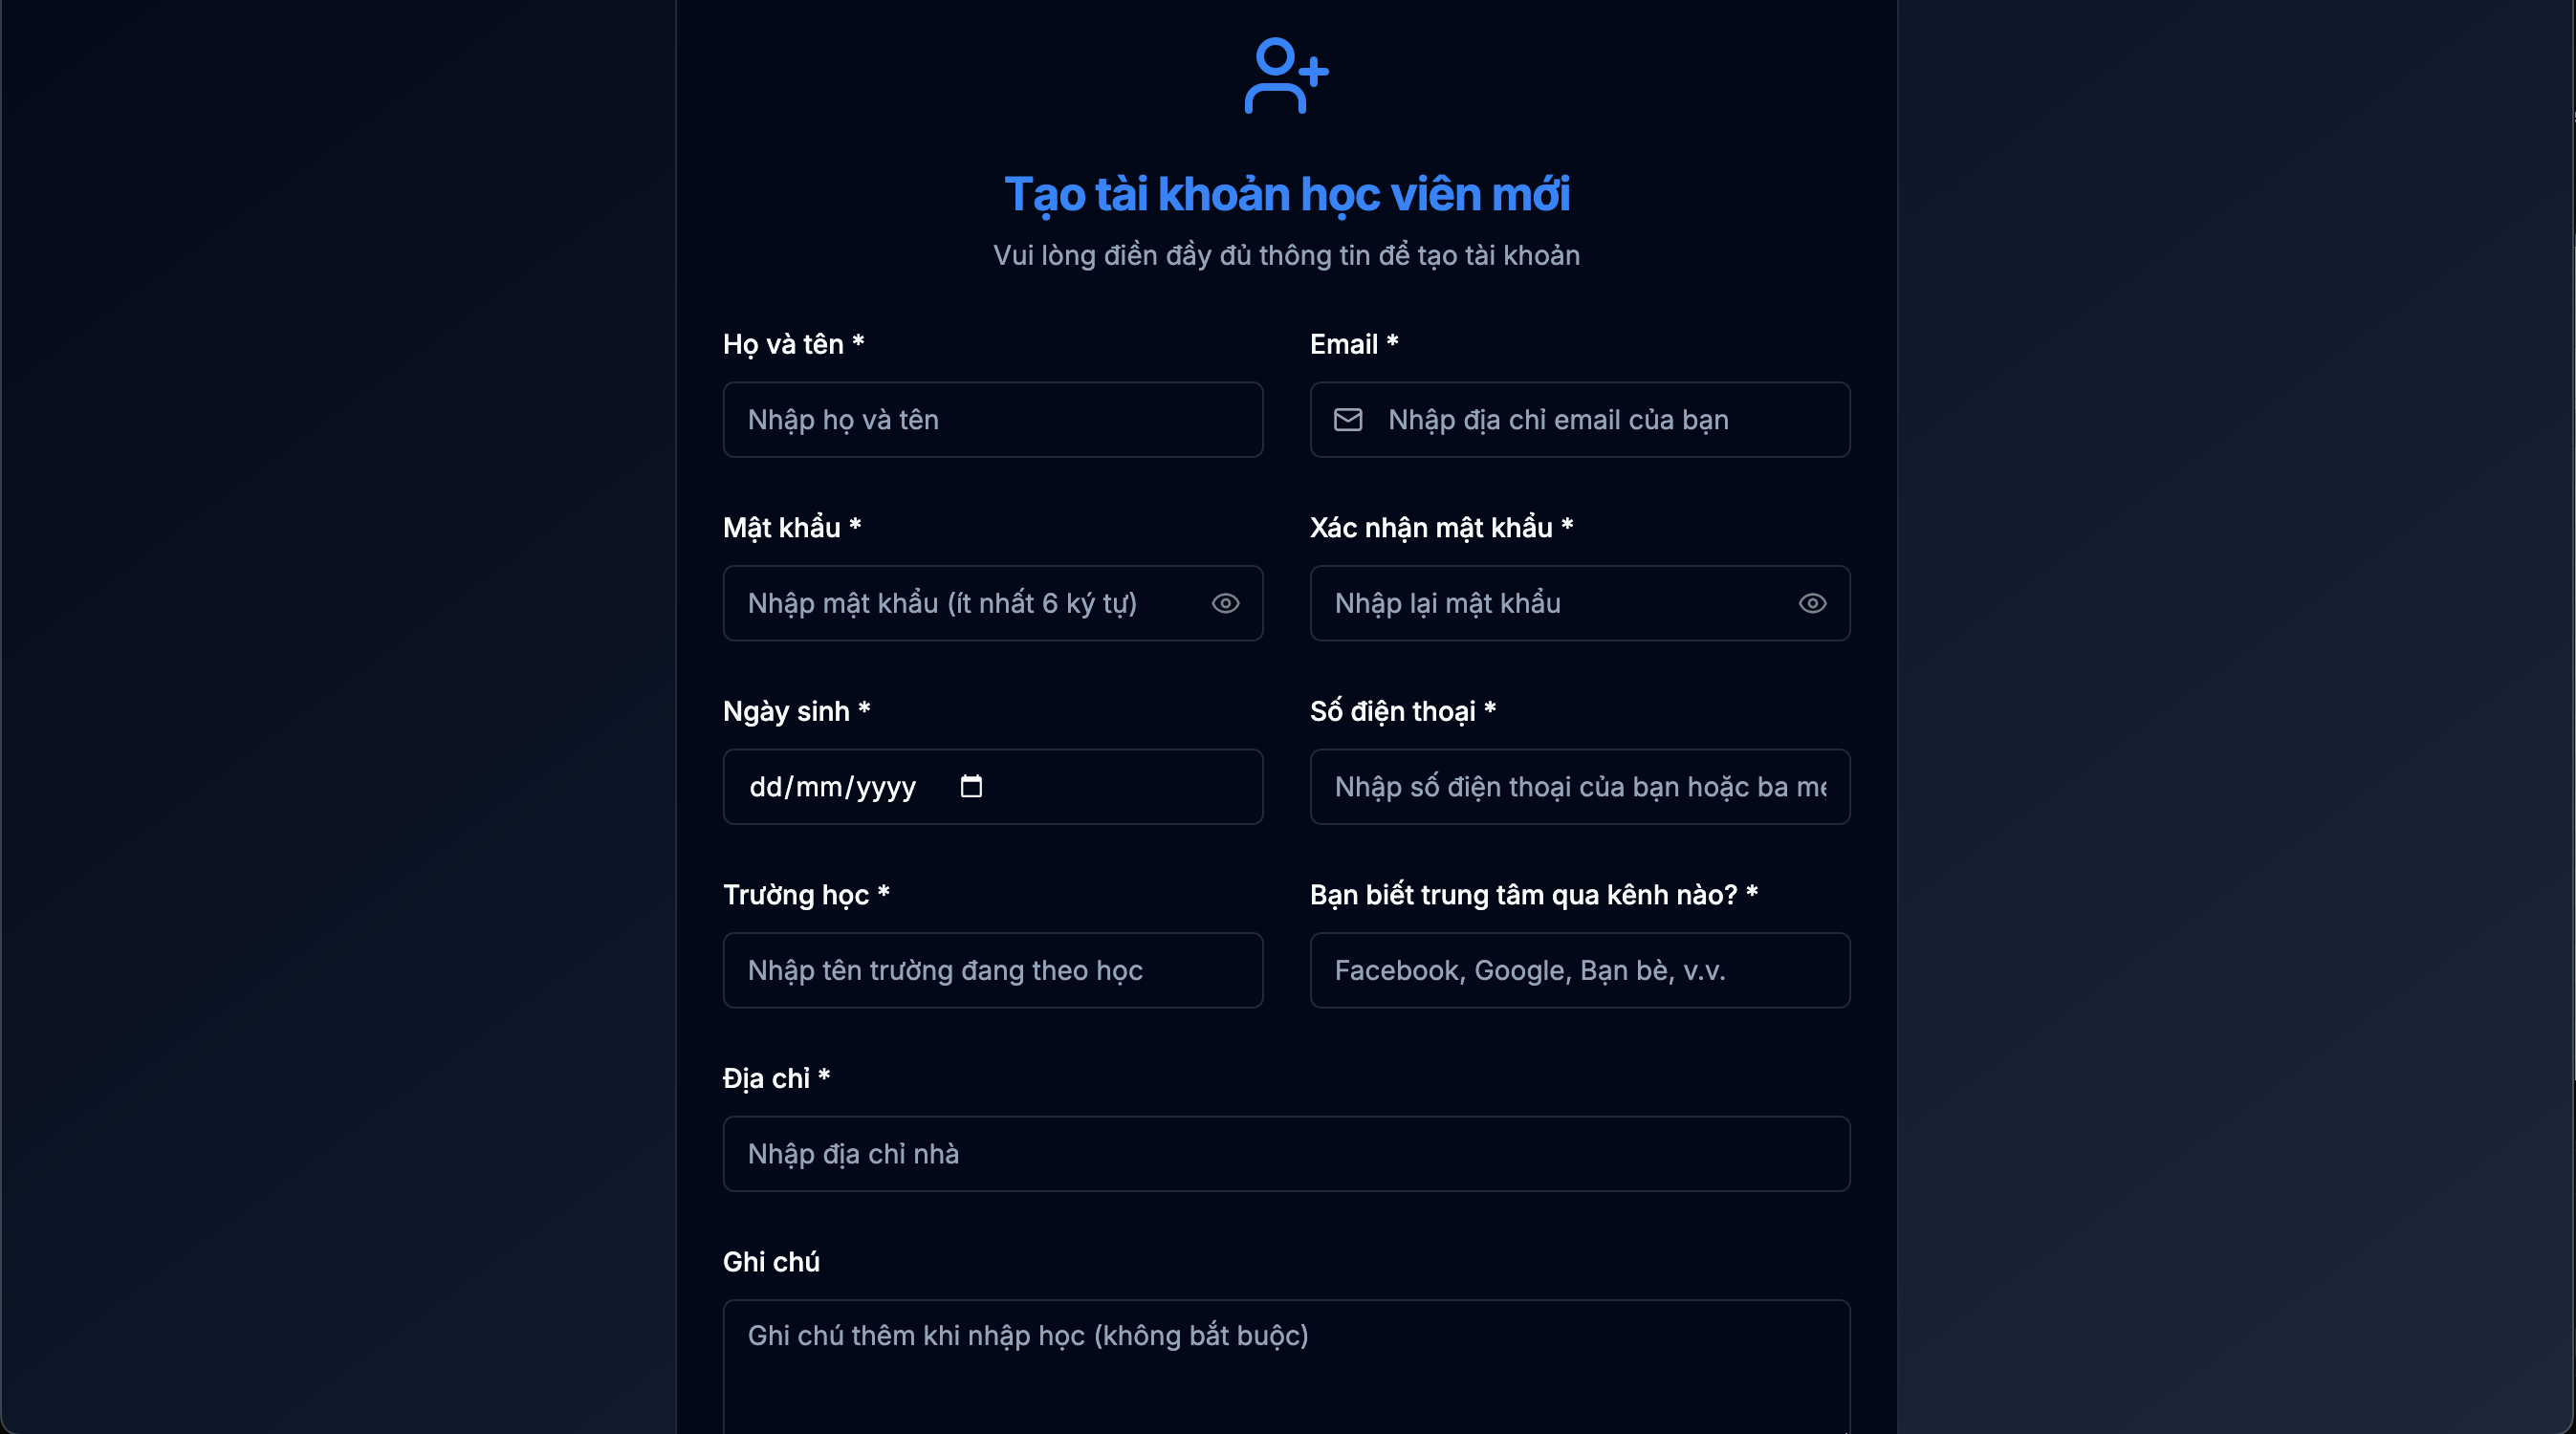 Tạo tài khoản học viên mới
Vui lòng điền đầy đủ thông tin để tạo tài khoản
Họ và tên *
Nhập họ và tên
Email *
Nhập địa chỉ email của bạn
Mật khẩu *
Nhập mật khẩu (ít nhất 6 ký tự)
Xác nhận mật khẩu *
Nhập lại mật khẩu
Ngày sinh *
dd/mm/yyyy
Số điện thoại *
Nhập số điện thoại của bạn hoặc ba
Trường học *
Nhập tên trường đang theo học
Bạn biết trung tâm qua kênh nào? *
Facebook, Google, Bạn bè, v.v.
Địa chỉ *
Nhập địa chỉ nhà
Ghi chú
Ghi chú thêm khi nhập học (không bắt buộc)